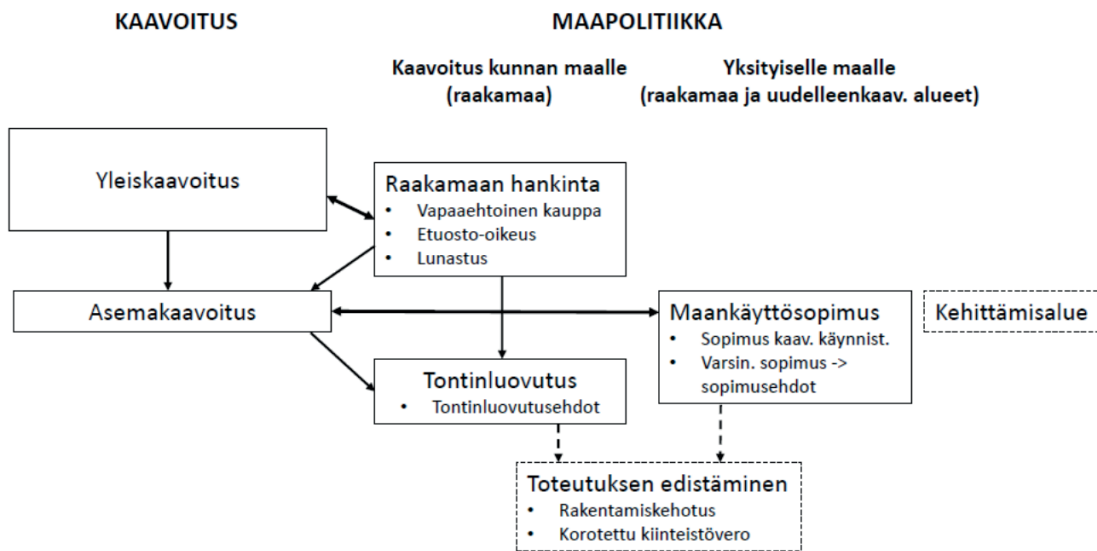 KAAVOITUS
MAAPOLITIIKKA
Kaavoitus kunnan maalle
(raakamaa)
Yksityiselle maalle
(raakamaa ja uudelleenkaav. alueet)
Yleiskaavoitus
Raakamaan hankinta
• Vapaaehtoinen kauppa
• Etuosto-oikeus
• Lunastus
Asemakaavoitus
Maankäyttösopimus
• Sopimus kaav. käynnist.
• Varsin. sopimus ->
sopimusehdot
Kehittämisalue
Tontinluovutus
• Tontinluovutusehdot
Toteutuksen edistäminen
• Rakentamiskehotus
• Korotettu kiinteistövero